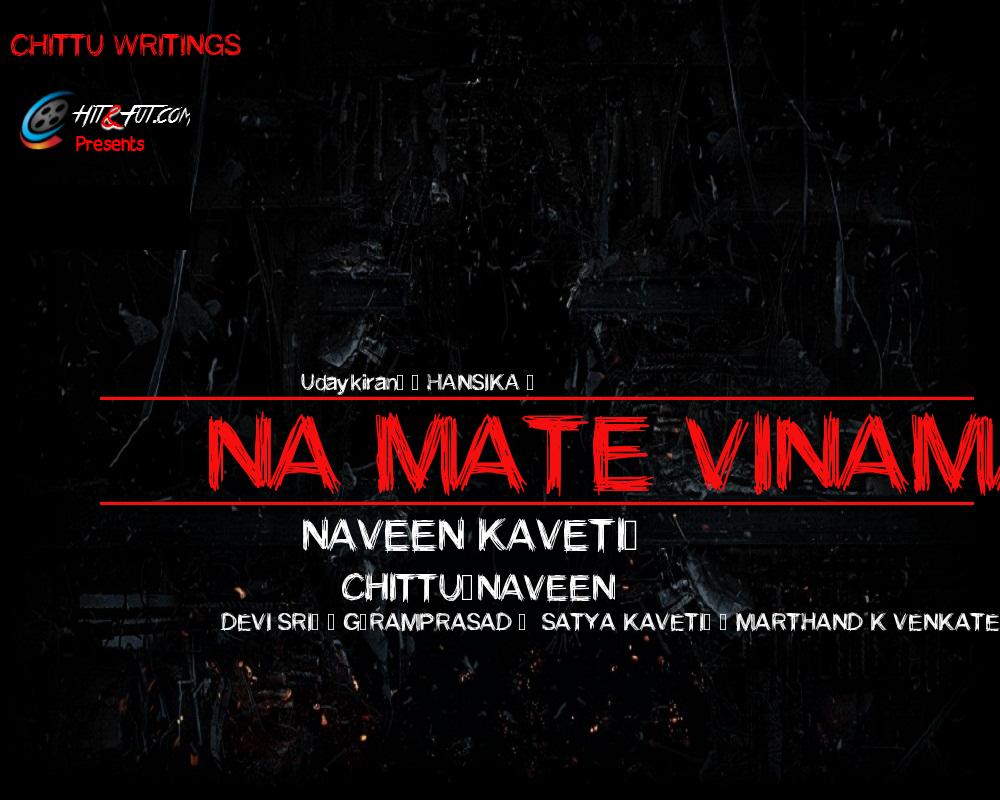 CHITTU WRITINGS
HIT&FUT.COM
Presents
Udaykiran▯ ▯ HANSIKA ▯
NA MATE VINAM
NAVEEN KAVETI▯
CHITTU▯NAVEEN
DEVI SRI▯ ▯ G▯RAMPRASAD ▯ SATYA KAVETI▯ ▯ MARTHAND K VENKATE